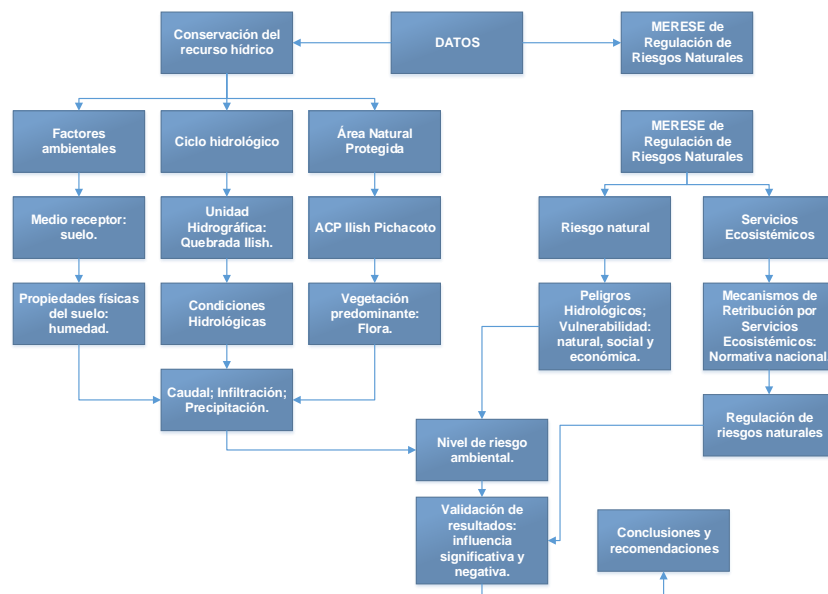 Conservación del
recurso hídrico
DATOS
MERESE de
Regulación de
Riesgos Naturales
Factores
ambientales
Ciclo hidrológico
Área Natural
Protegida
MERESE de
Regulación de
Riesgos Naturales
Medio receptor:
suelo.
Unidad
Hidrográfica:
Quebrada Ilish.
ACP Ilish Pichacoto
Riesgo natural
Servicios
Ecosistémicos
Propiedades físicas
del suelo:
humedad.
Condiciones
Hidrológicas
Vegetación
predominante:
Flora.
Peligros
Hidrológicos;
Vulnerabilidad:
natural, social y
económica.
Mecanismos de
Retribución por
Servicios
Ecosistémicos:
Normativa nacional
Caudal; Infiltración;
Precipitación.
Regulación de
riesgos naturales
Nivel de riesgo
ambiental.
Validación de
resultados:
influencia
significativa y
negativa.
Conclusiones y
recomendaciones